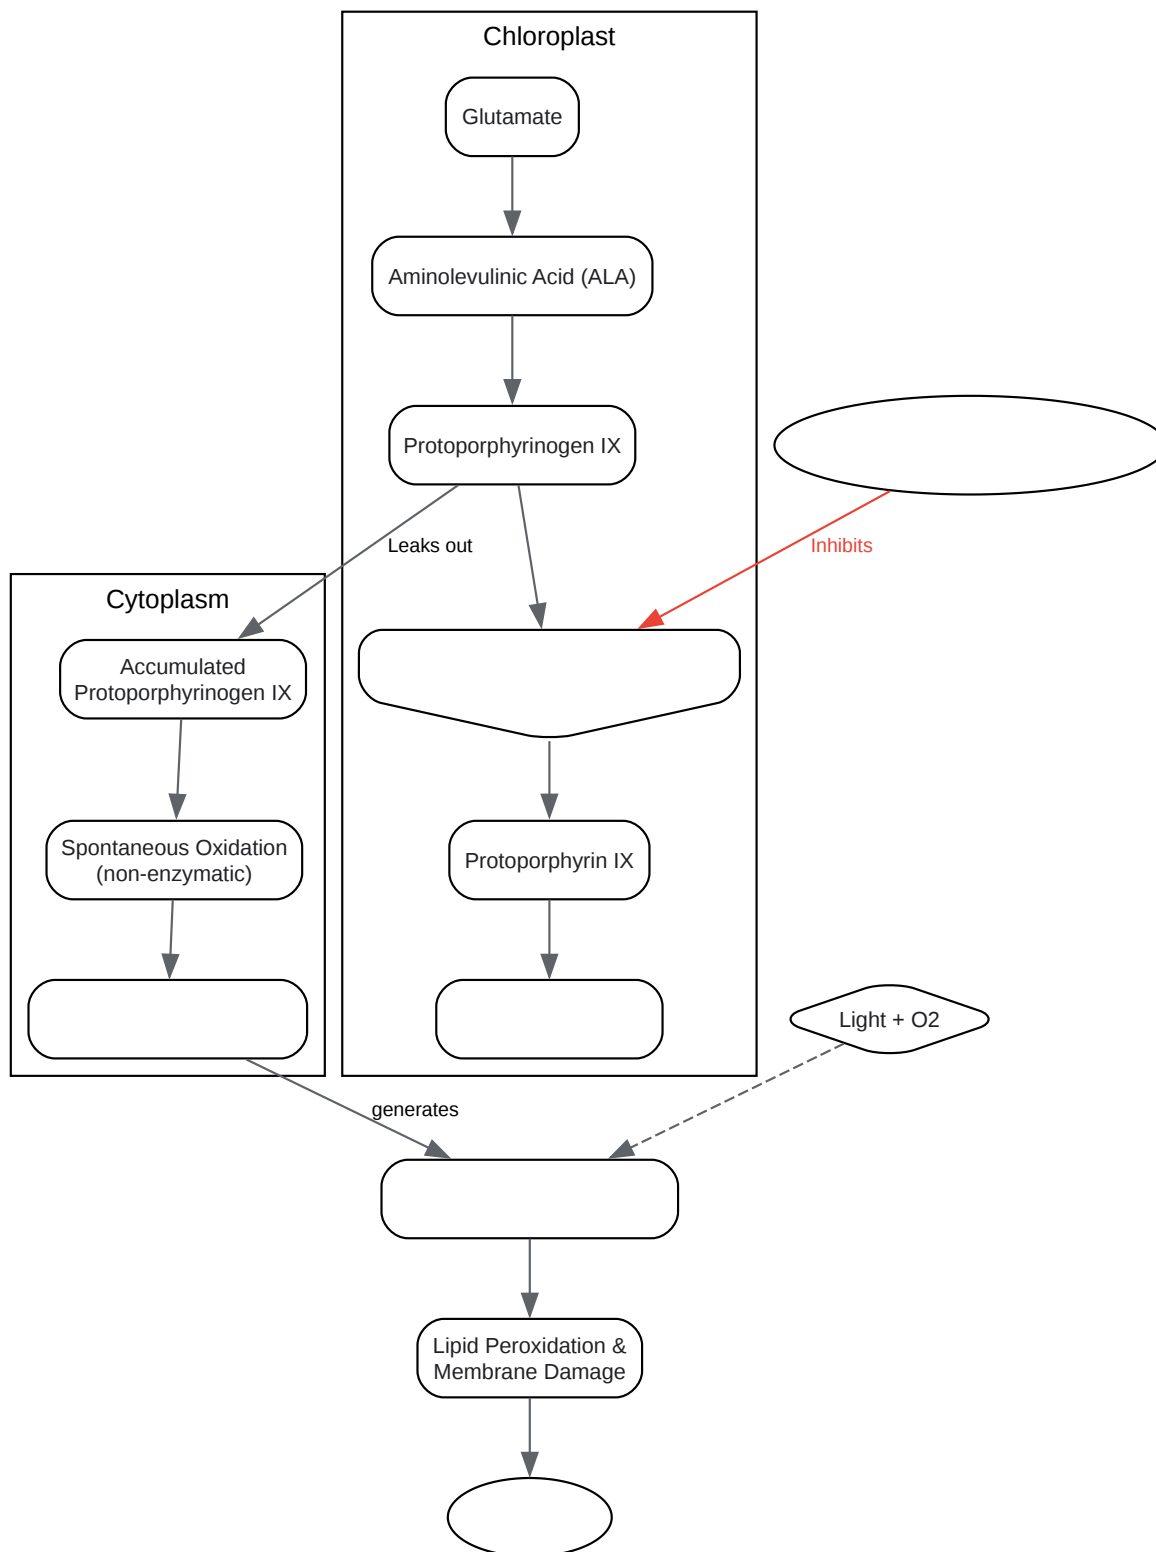 Chloroplast
Glutamate
Aminolevulinic Acid (ALA)
Protoporphyrinogen IX
Leaks out
Inhibits
Cytoplasm
Accumulated
Protoporphyrinogen IX
Spontaneous Oxidation
(non-enzymatic)
Protoporphyrin IX
Light + O2
generates
Lipid Peroxidation &
Membrane Damage